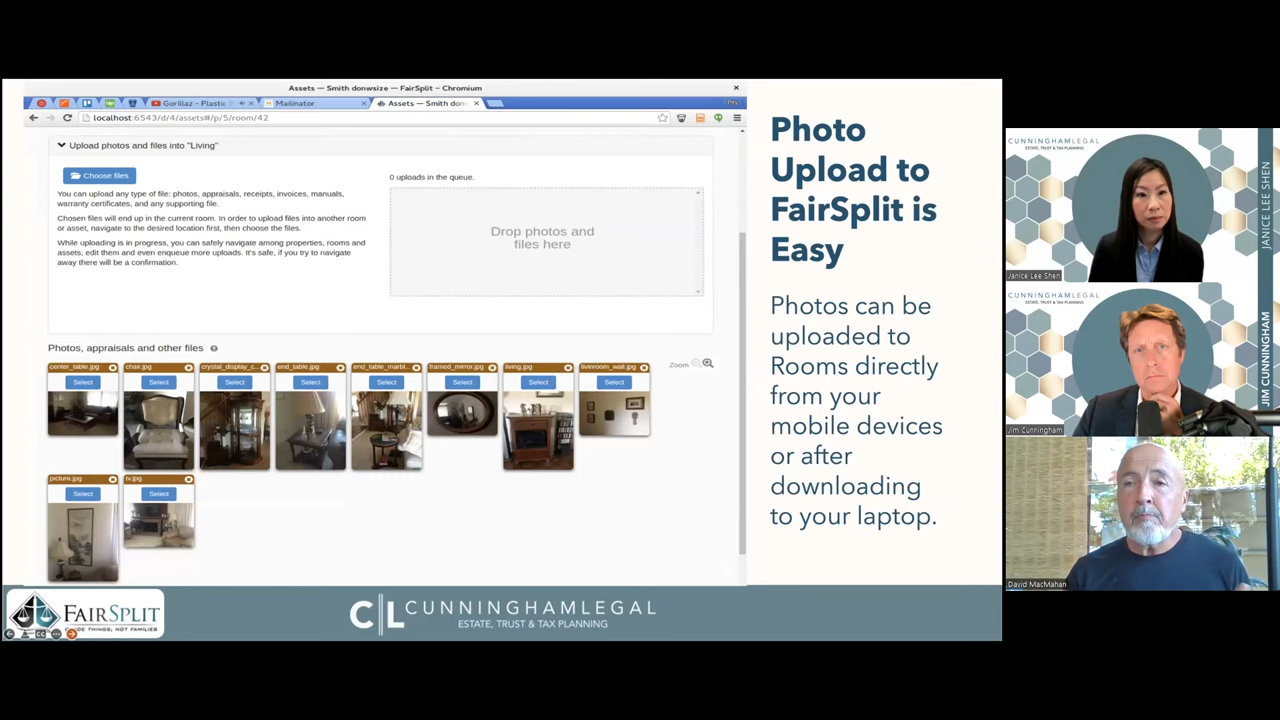 Assets — Smith donwsize — FairSplit – Chromium
Gorillaz - Plastic B
Mailinator
Assets — Smith don
localhost:6543/d/4/assets#/p/5/room/42
Upload photos and files into "Living"
Choose files
You can upload any type of file: photos, appraisals, receipts, invoices, manuals,
warranty certificates, and any supporting file.
Chosen files will end up in the current room. In order to upload files into another room
or asset, navigate to the desired location first, then choose the files.
While uploading is in progress, you can safely navigate among properties, rooms and
assets, edit them and even enqueue more uploads. It's safe, if you try to navigate
away there will be a confirmation.
0 uploads in the queue.
Drop photos and
files here
Photos, appraisals and other files
Zoom
center_table.jpg
chair.jpg
crystal_display_c...
end_table.jpg
end_table_marbl...
framed_mirror.jpg
living.jpg
livinroom_wall.jpg
Select
Select
Select
Select
Select
Select
Select
Select
picture.jpg
tv.jpg
Select
Select
Photo
Upload to
FairSplit is
Easy
Photos can be
uploaded to
Rooms directly
from your
mobile devices
or after
downloading
to your laptop.
FAIRSPLIT
DE THINGS, NOT FAMILIES
CL CUNNINGHAMLEGAL
ESTATE, TRUST & TAX PLANNING
CUNNINGHAMLEGAL
ESTATE, TRUST & TAX PLANNING
JANICE LEE SHEN
Janice Lee Shen
CUNNINGHAMLEGAL
ESTATE, TRUST & TAX PLANNING
JIM CUNNINGHAM
Jim Cunningham
David MacMahan